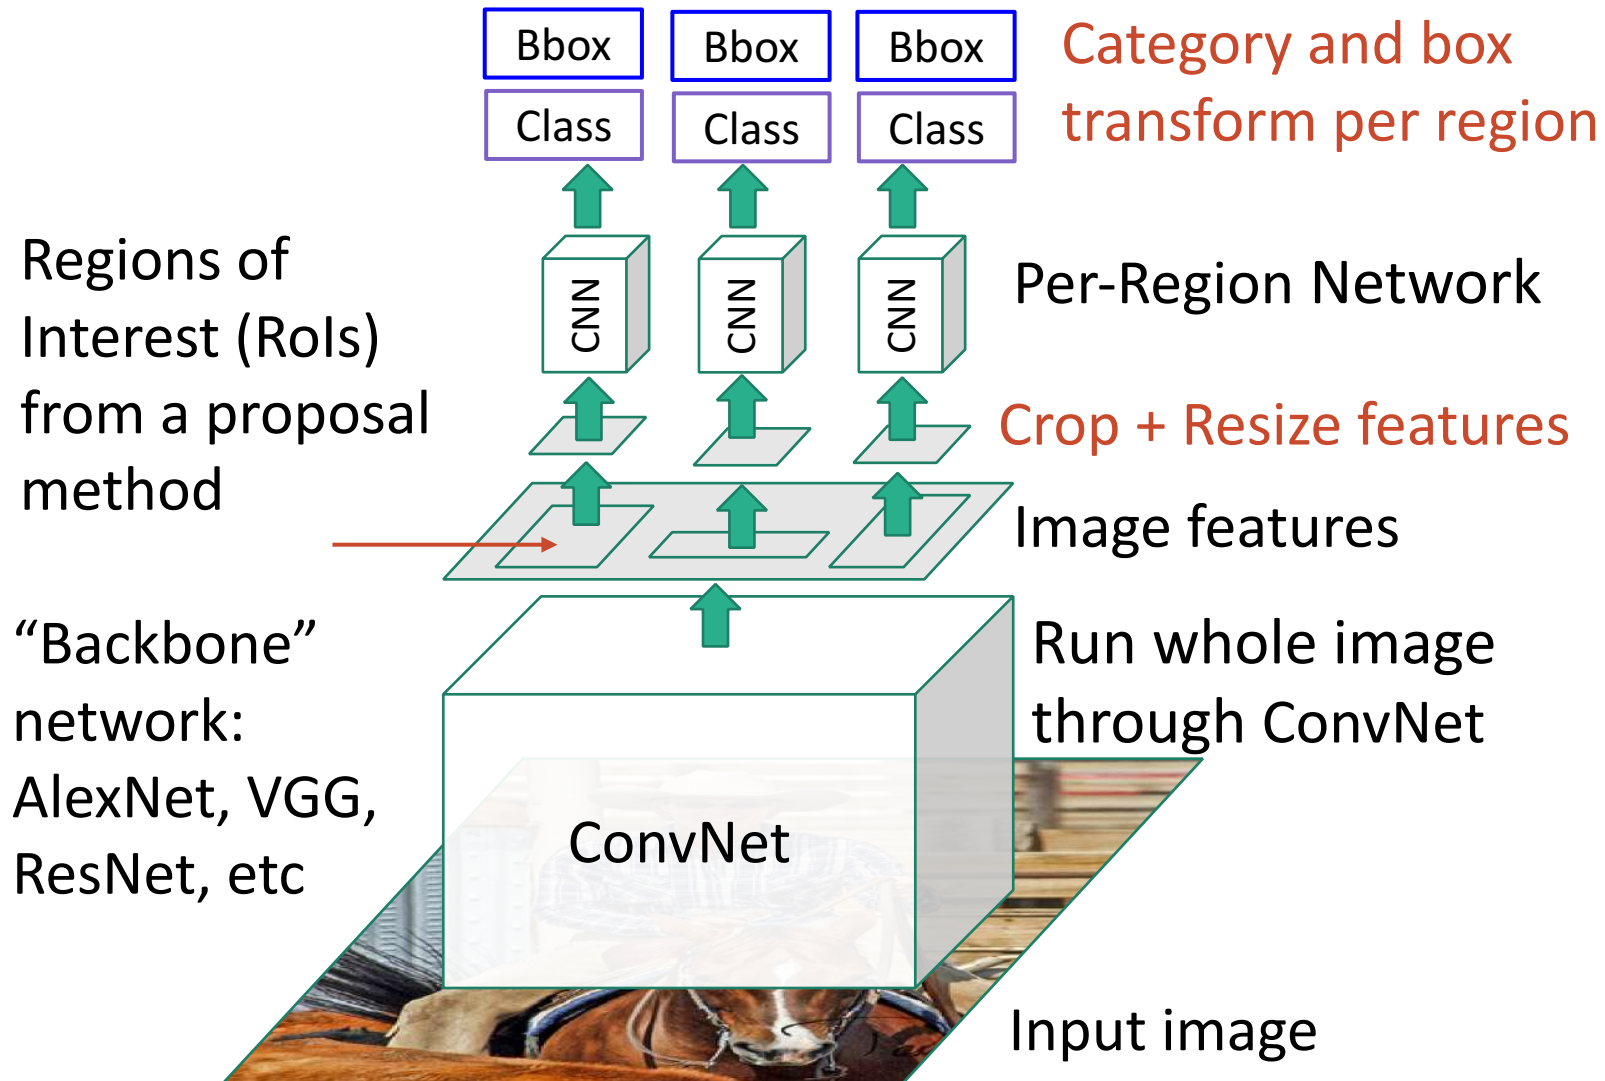 Bbox
Bbox
Bbox
Class
Class
Class
Category and box
transform per region
Regions of
Interest (RoIs)
from a proposal
method
CNN
CNN
CNN
Per-Region Network
Crop + Resize features
Image features
“Backbone”
network:
AlexNet, VGG,
ResNet, etc
Run whole image
through ConvNet
ConvNet
Input image